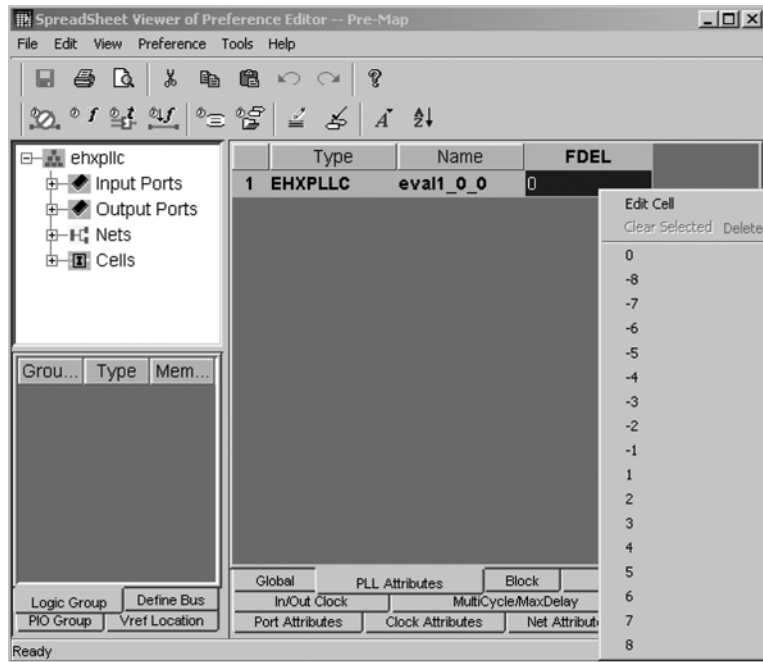 SpreadSheet Viewer of Preference Editor -- Pre-Map
File Edit View Preference Tools Help
ehxpllc
Input Ports
Output Ports
Nets
Cells
Grou... Type Mem...
Logic Group Define Bus
PIO Group Vref Location
Type Name FDEL
1 EHXPLLC eval1_0_0 0
Edit Cell
Clear Selected Delete
0
-8
-7
-6
-5
-4
-3
-2
-1
1
2
3
4
5
6
7
8
Global PLL Attributes Block
In/Out Clock MultiCycle/MaxDelay
Port Attributes Clock Attributes Net Attribut
Ready